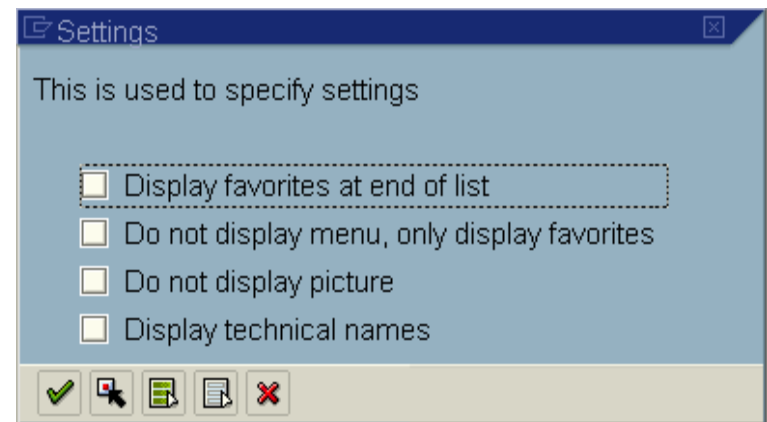 Settings
This is used to specify settings
Display favorites at end of list
Do not display menu, only display favorites
Do not display picture
Display technical names